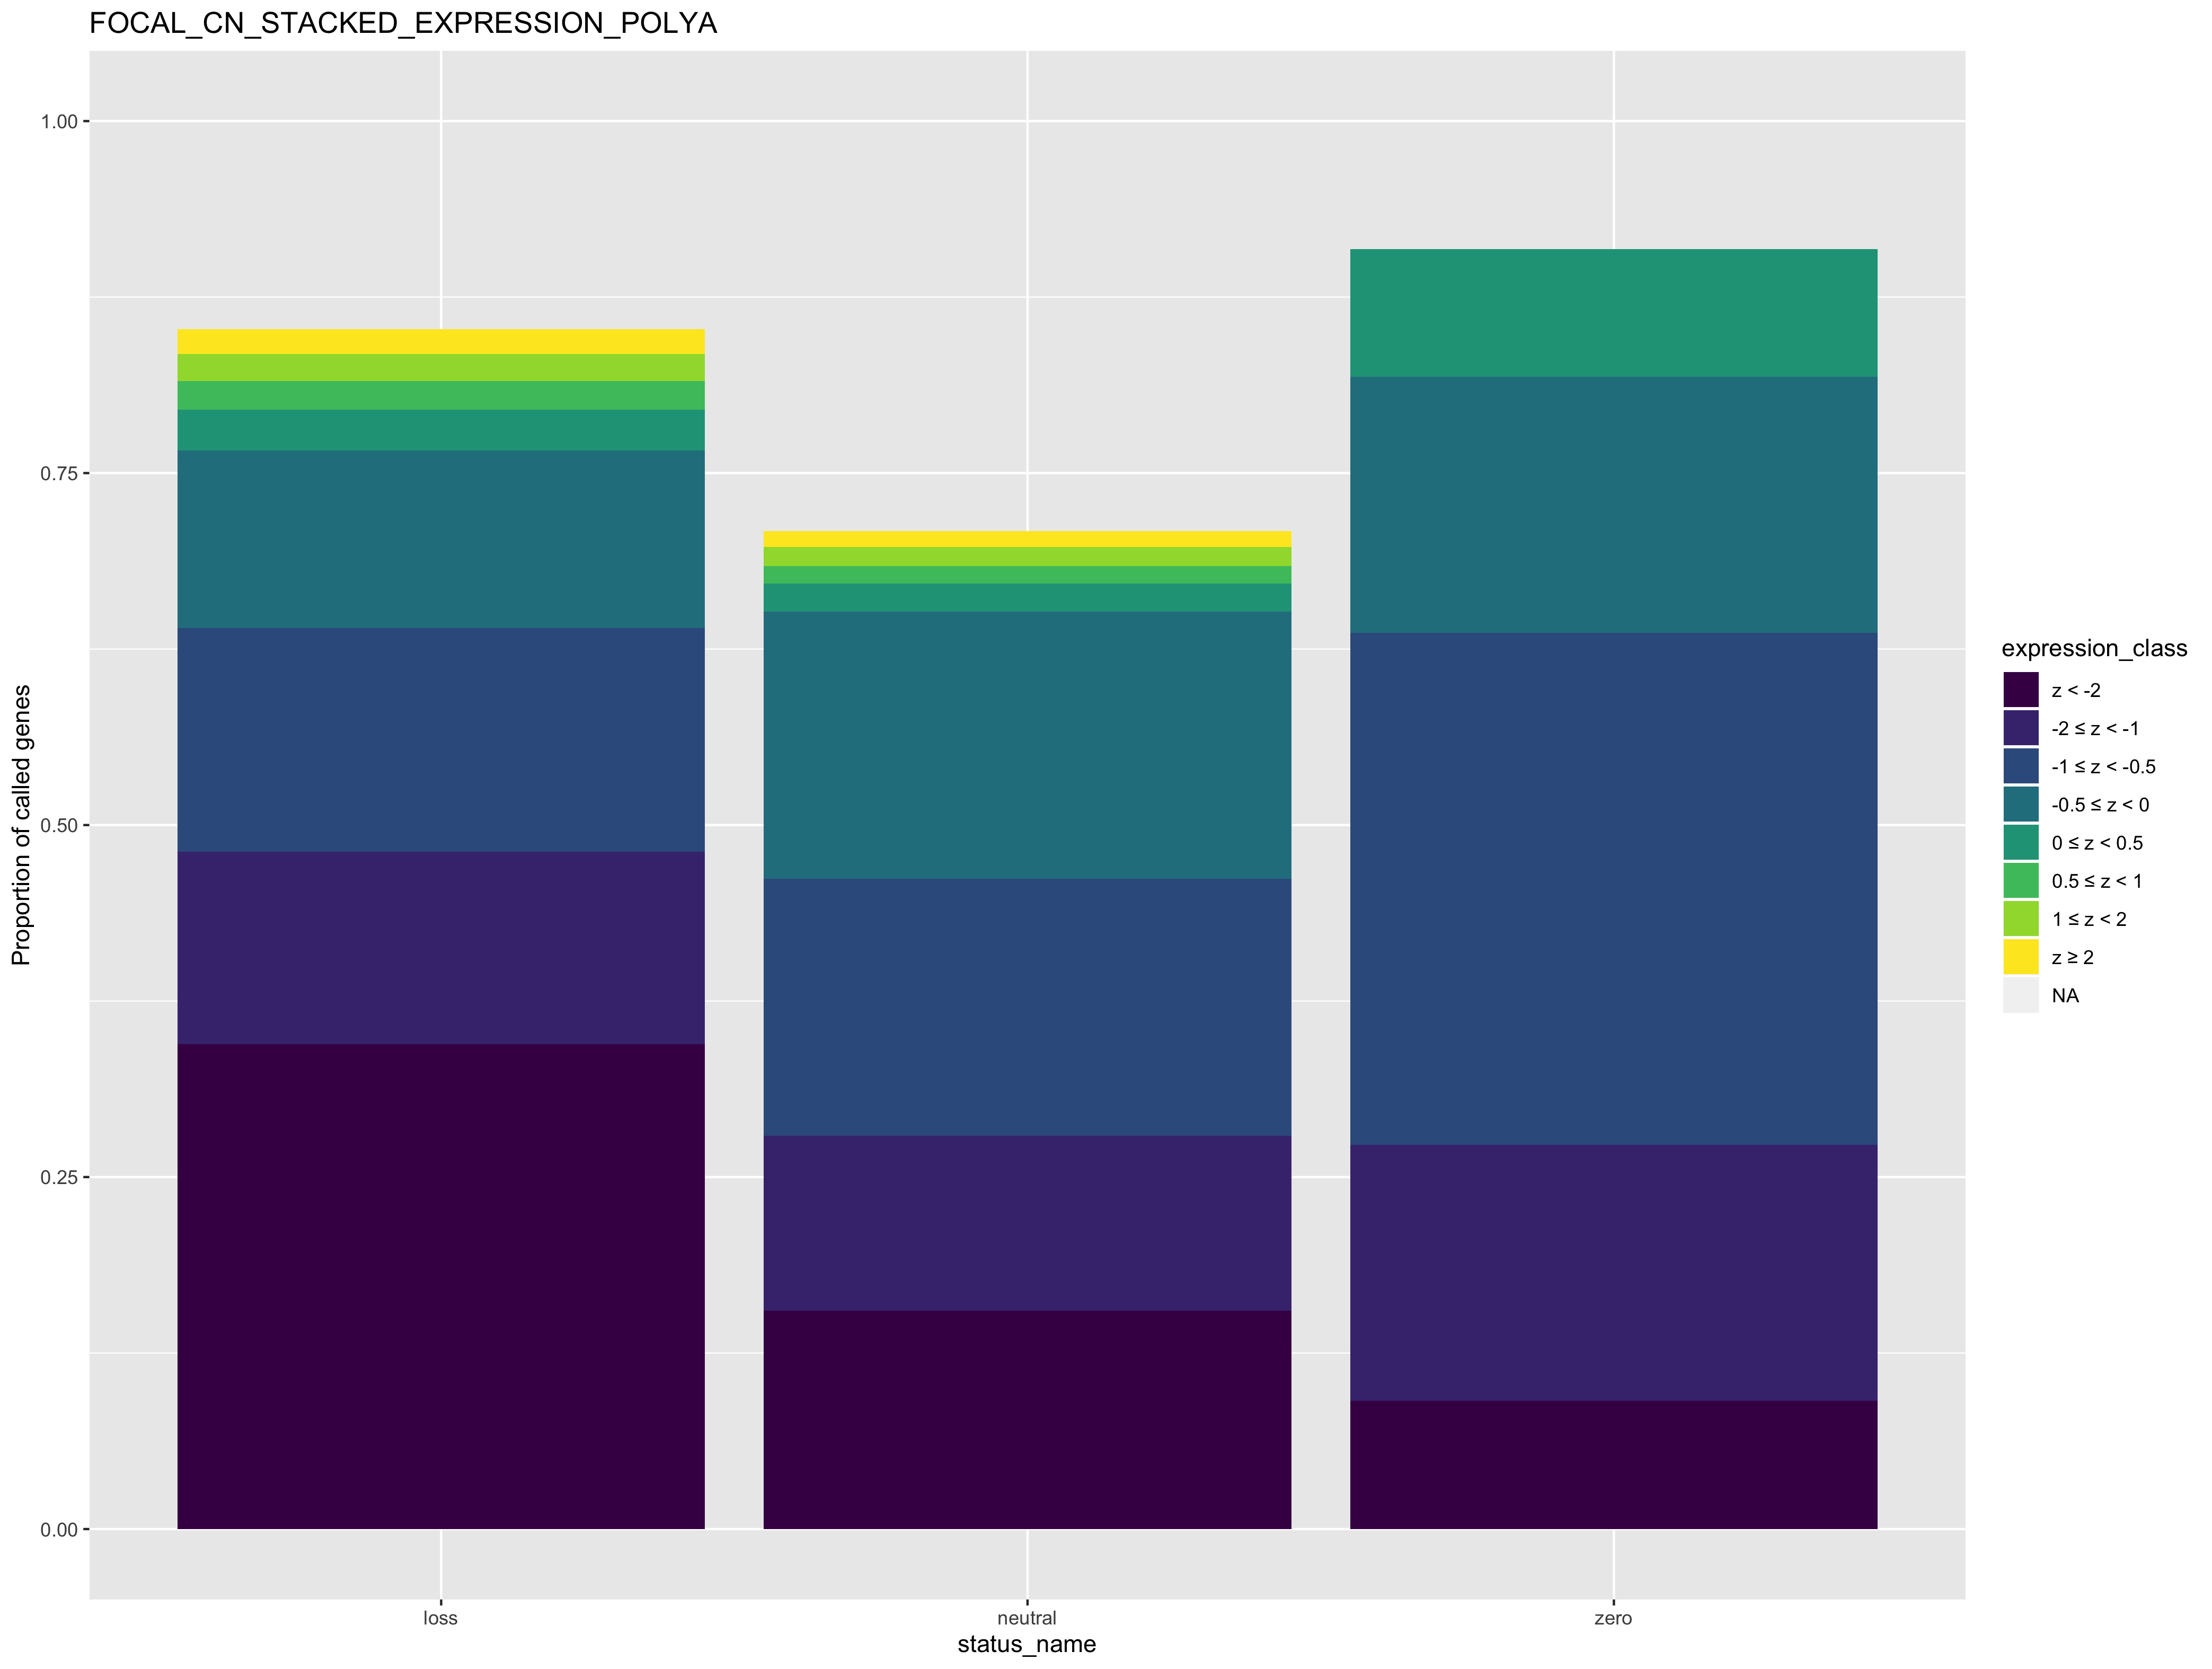 FOCAL_CN_STACKED_EXPRESSION_POLYA
1.00
0.75
0.50
0.25
0.00
Proportion of called genes
loss
neutral
zero
status_name
expression_class
z < -2
-2 ≤ z < -1
-1 ≤ z < -0.5
-0.5 ≤ z < 0
0 ≤ z < 0.5
0.5 ≤ z < 1
1 ≤ z < 2
z ≥ 2
NA